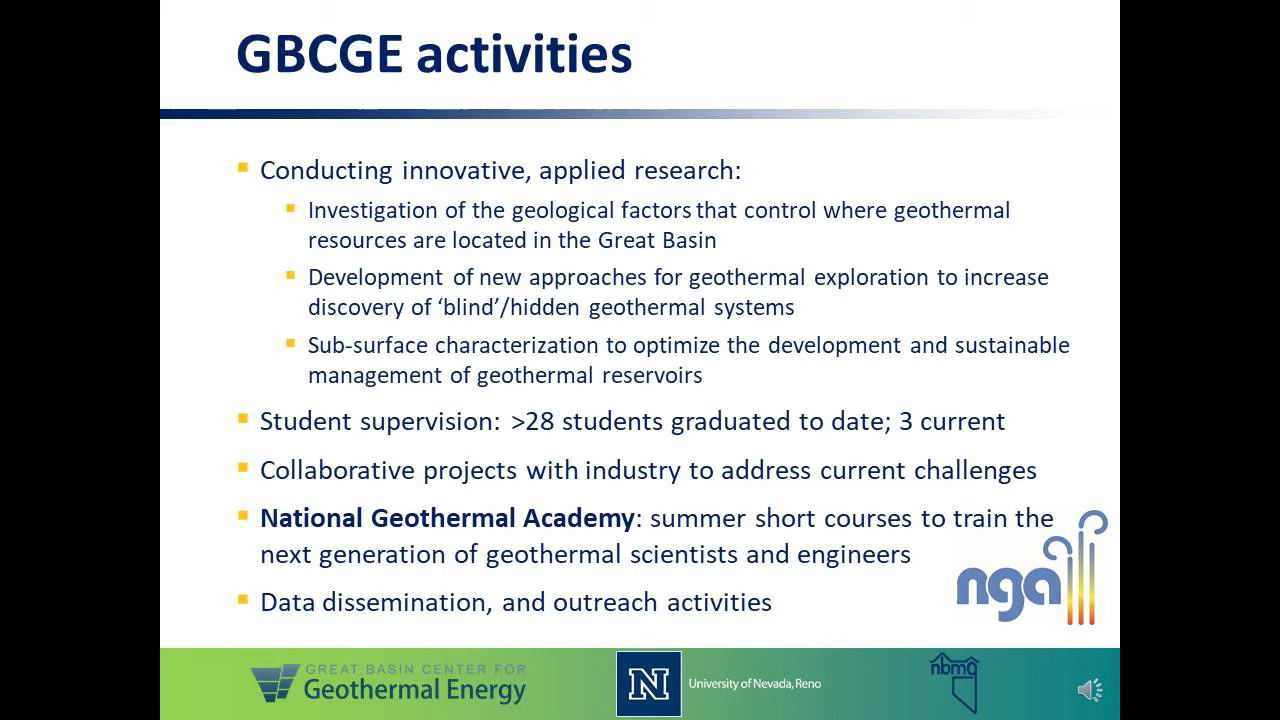 GBCGE activities
Conducting innovative, applied research:
Investigation of the geological factors that control where geothermal
resources are located in the Great Basin
Development of new approaches for geothermal exploration to increase
discovery of ‘blind’/hidden geothermal systems
Sub-surface characterization to optimize the development and sustainable
management of geothermal reservoirs
Student supervision: >28 students graduated to date; 3 current
Collaborative projects with industry to address current challenges
National Geothermal Academy: summer short courses to train the
next generation of geothermal scientists and engineers
Data dissemination, and outreach activities
nga
GREAT BASIN CENTER FOR
Geothermal Energy
N
University of Nevada, Reno
nbmg